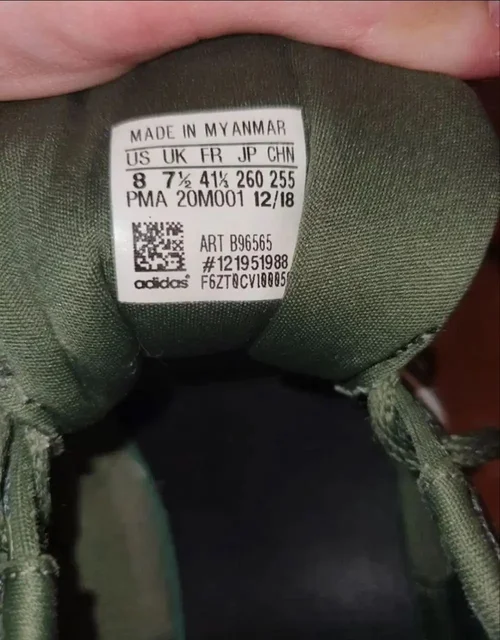 MADE IN MYANMAR
US UK FR JP CHN
8 7½ 41⅓ 260 255
PMA 20M001 12/18
ART B96565
#121951988
adidas®